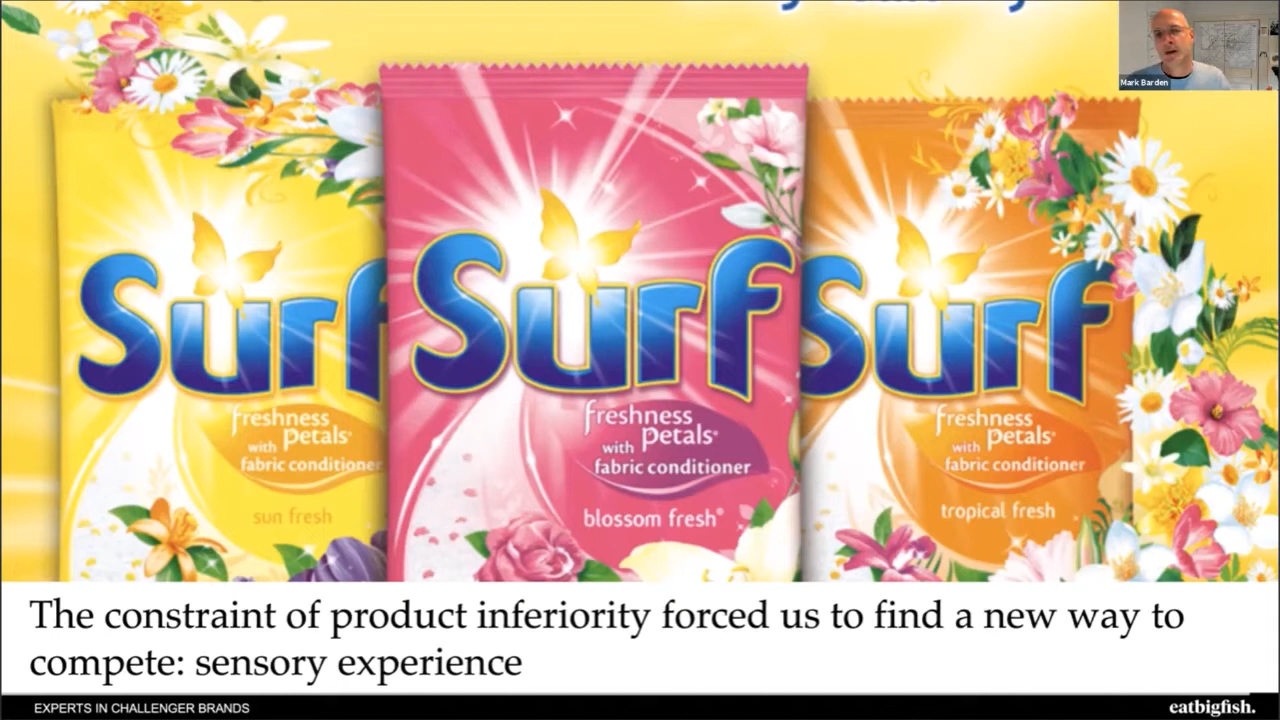 Mark Barden
Surf
freshness
with petals®
fabric conditioner
sun fresh
Surf
freshness
with petals®
fabric conditioner
blossom fresh®
Surf
freshness
with petals®
fabric conditioner
tropical fresh
The constraint of product inferiority forced us to find a new way to
compete: sensory experience
EXPERTS IN CHALLENGER BRANDS
eatbigfish.